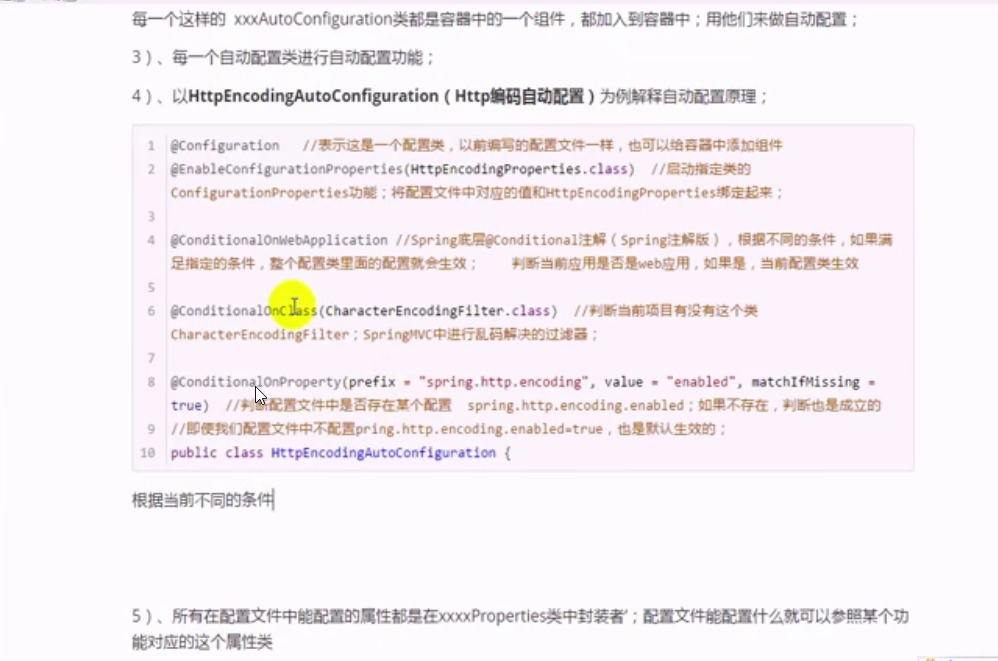 每一个这样的 xxxAutoConfiguration类都是容器中的一个组件，都加入到容器中；用他们来做自动配置；
3）、每一个自动配置类进行自动配置功能；
4）、以HttpEncodingAutoConfiguration（Http编码自动配置）为例解释自动配置原理；
1 @Configuration //表示这是一个配置类，以前编写的配置文件一样，也可以给容器中添加组件
2 @EnableConfigurationProperties(HttpEncodingProperties.class) //启动指定类的
ConfigurationProperties功能；将配置文件中对应的值和HttpEncodingProperties绑定起来；
3
4 @ConditionalOnWebApplication //Spring底层@Conditional注解（Spring注解版），根据不同的条件，如果满
足指定的条件，整个配置类里面的配置就会生效； 判断当前应用是否是web应用，如果是，当前配置类生效
5
6 @ConditionalOnClass(CharacterEncodingFilter.class) //判断当前项目有没有这个类
CharacterEncodingFilter；SpringMVC中进行乱码解决的过滤器；
7
8 @ConditionalOnProperty(prefix = "spring.http.encoding", value = "enabled", matchIfMissing =
true) //判断配置文件中是否存在某个配置 spring.http.encoding.enabled；如果不存在，判断也是成立的
9 //即使我们配置文件中不配置pring.http.encoding.enabled=true，也是默认生效的；
10 public class HttpEncodingAutoConfiguration {
根据当前不同的条件
5）、所有在配置文件中能配置的属性都是在xxxxProperties类中封装者‘；配置文件能配置什么就可以参照某个功
能对应的这个属性类